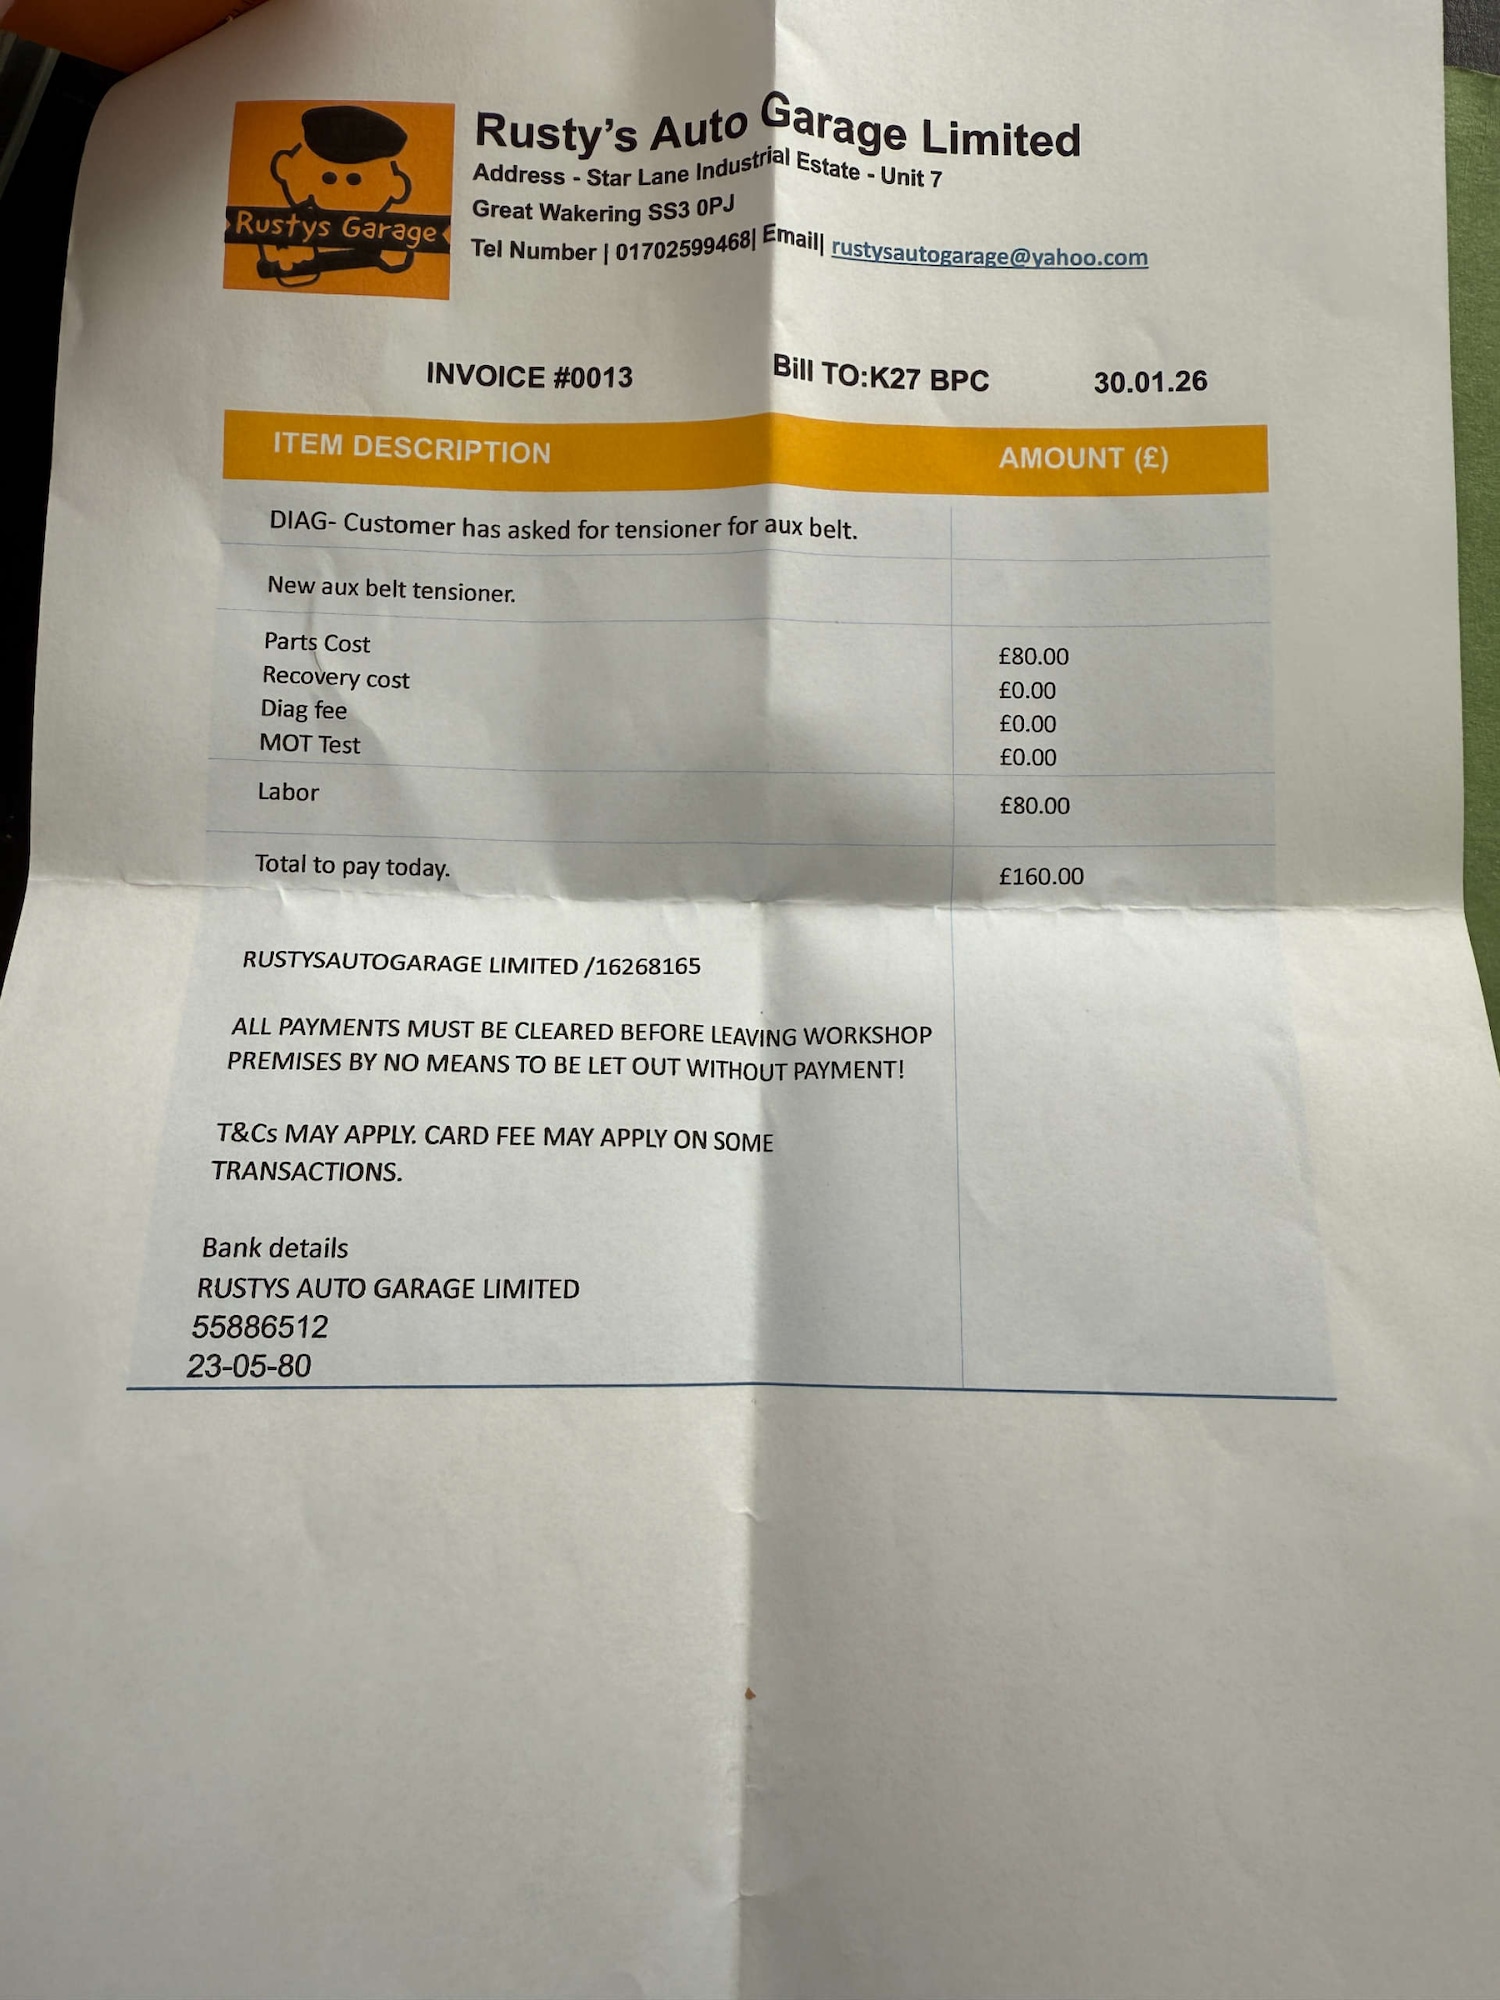 Rustys Garage
Rusty's Auto Garage Limited
Address - Star Lane Industrial Estate - Unit 7
Great Wakering SS3 0PJ
Tel Number | 01702599468| Email| rustysautogarage@yahoo.com
INVOICE #0013 Bill TO:K27 BPC 30.01.26
ITEM DESCRIPTION AMOUNT (£)
DIAG- Customer has asked for tensioner for aux belt.
New aux belt tensioner.
Parts Cost £80.00
Recovery cost £0.00
Diag fee £0.00
MOT Test £0.00
Labor £80.00
Total to pay today. £160.00
RUSTYSAUTOGARAGE LIMITED /16268165
ALL PAYMENTS MUST BE CLEARED BEFORE LEAVING WORKSHOP
PREMISES BY NO MEANS TO BE LET OUT WITHOUT PAYMENT!
T&Cs MAY APPLY. CARD FEE MAY APPLY ON SOME
TRANSACTIONS.
Bank details
RUSTYS AUTO GARAGE LIMITED
55886512
23-05-80